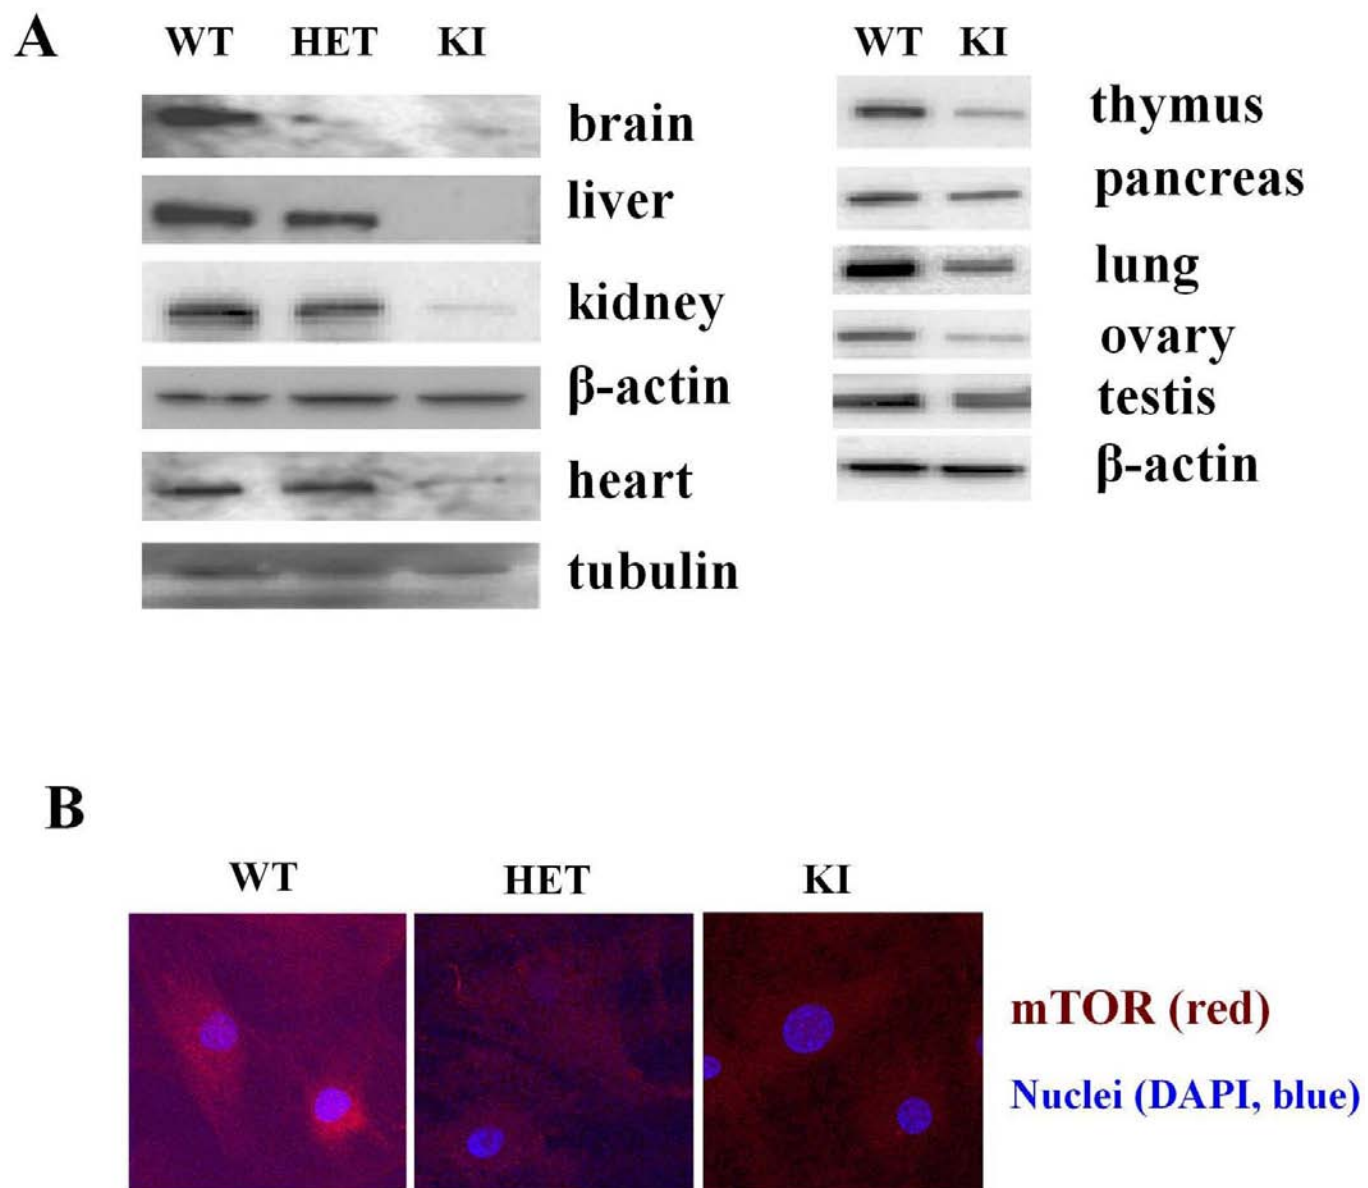 A
WT HET KI
brain
liver
kidney
β-actin
heart
tubulin
WT KI
thymus
pancreas
lung
ovary
testis
β-actin
B
WT HET KI
mTOR (red)
Nuclei (DAPI, blue)